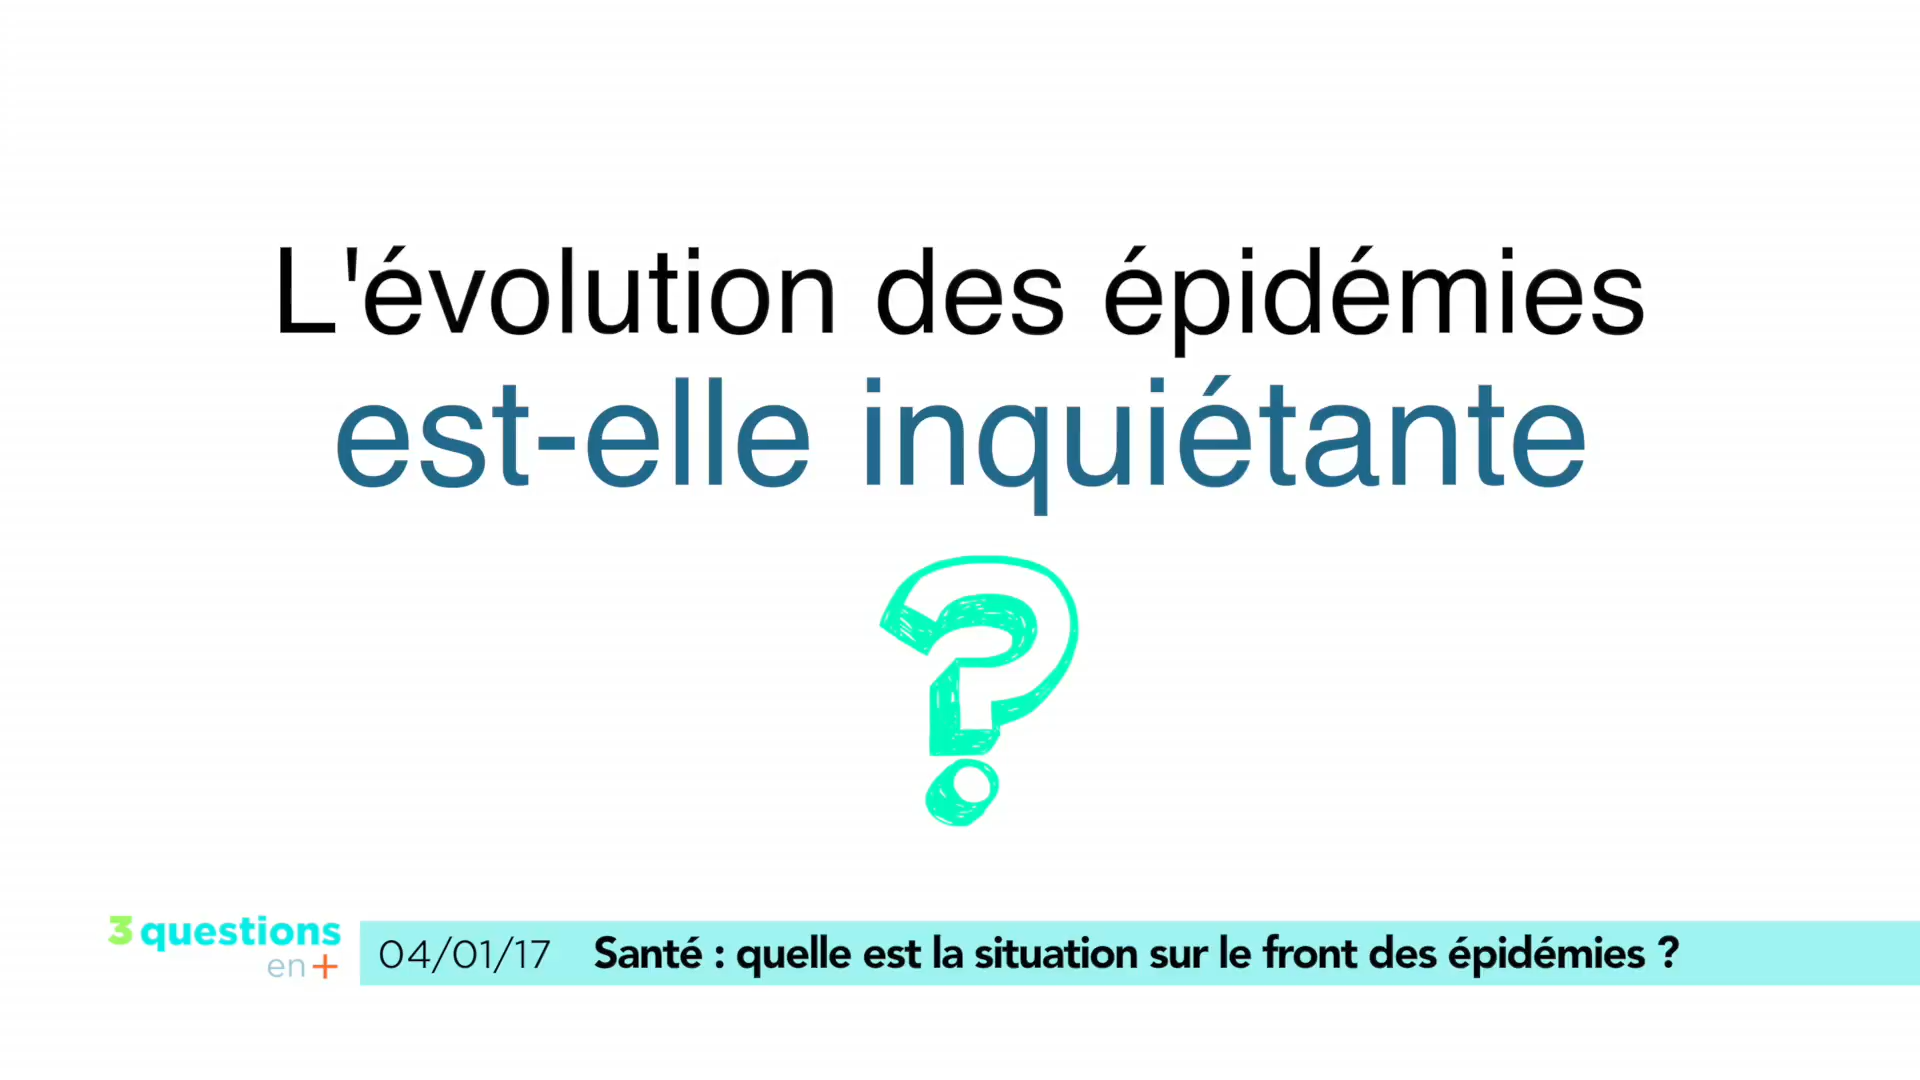 L'évolution des épidémies
est-elle inquiétante
?
3 questions
en +
04/01/17 Santé : quelle est la situation sur le front des épidémies ?